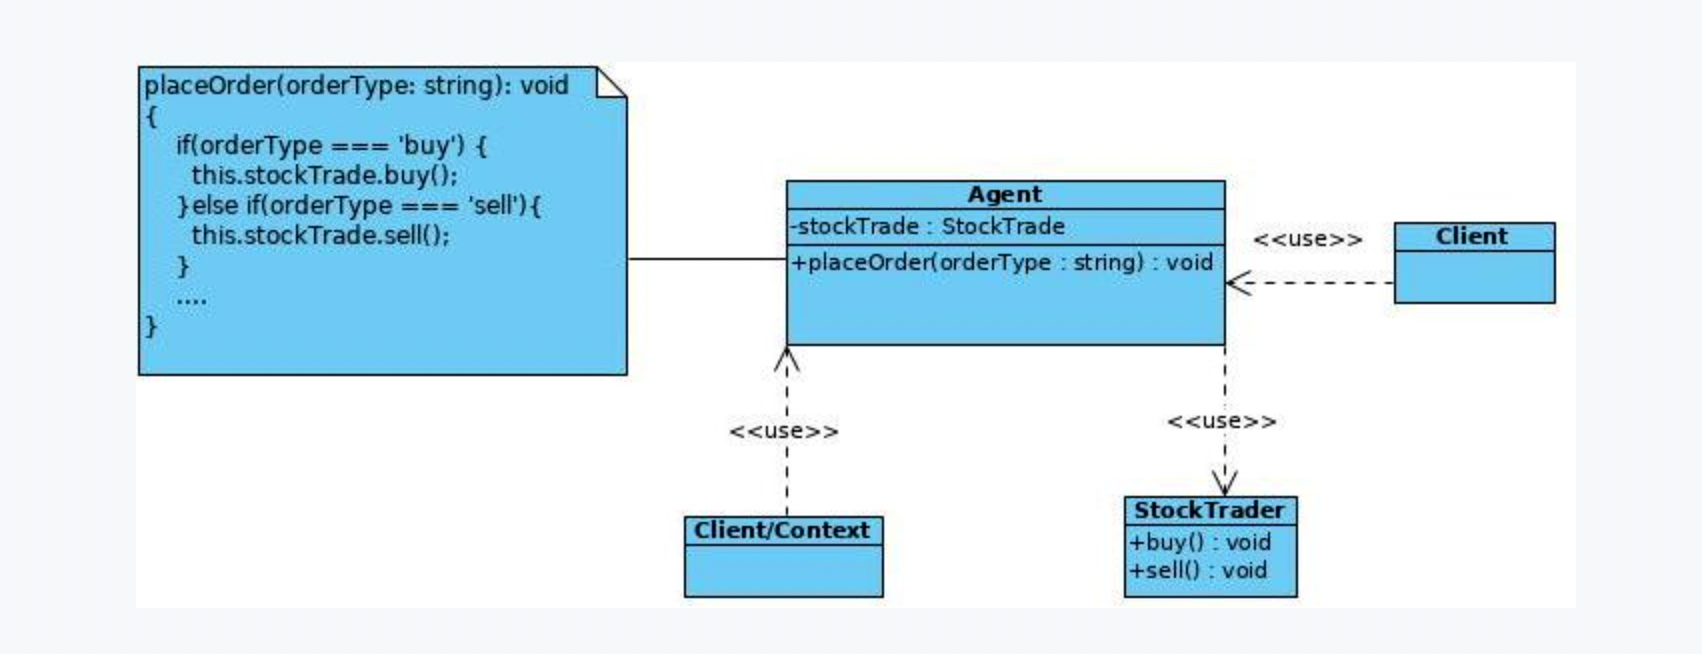 placeOrder(orderType: string): void
{
if(orderType === 'buy') {
this.stockTrade.buy();
}else if(orderType === 'sell'){
this.stockTrade.sell();
}
....
}
Agent
-stockTrade : StockTrade
+placeOrder(orderType : string) : void
<<use>>
Client
<<use>>
<<use>>
Client/Context
StockTrader
+buy() : void
+sell() : void